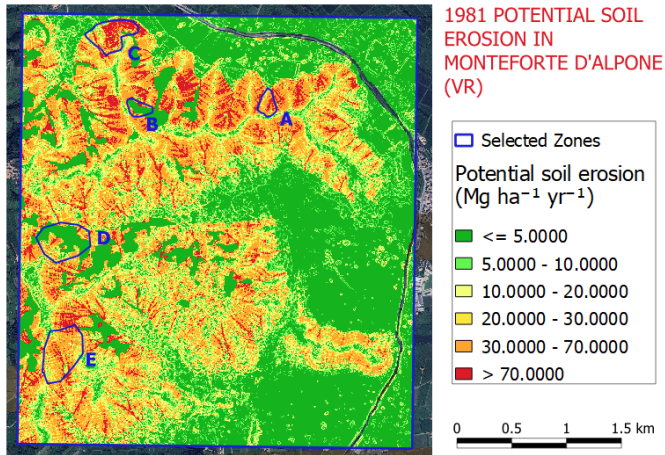 1981 POTENTIAL SOIL
EROSION IN
MONTEFORTE D'ALPONE
(VR)
C
B
A
D
E
Selected Zones
Potential soil erosion
(Mg ha⁻¹ yr⁻¹)
<= 5.0000
5.0000 - 10.0000
10.0000 - 20.0000
20.0000 - 30.0000
30.0000 - 70.0000
> 70.0000
0 0.5 1 1.5 km